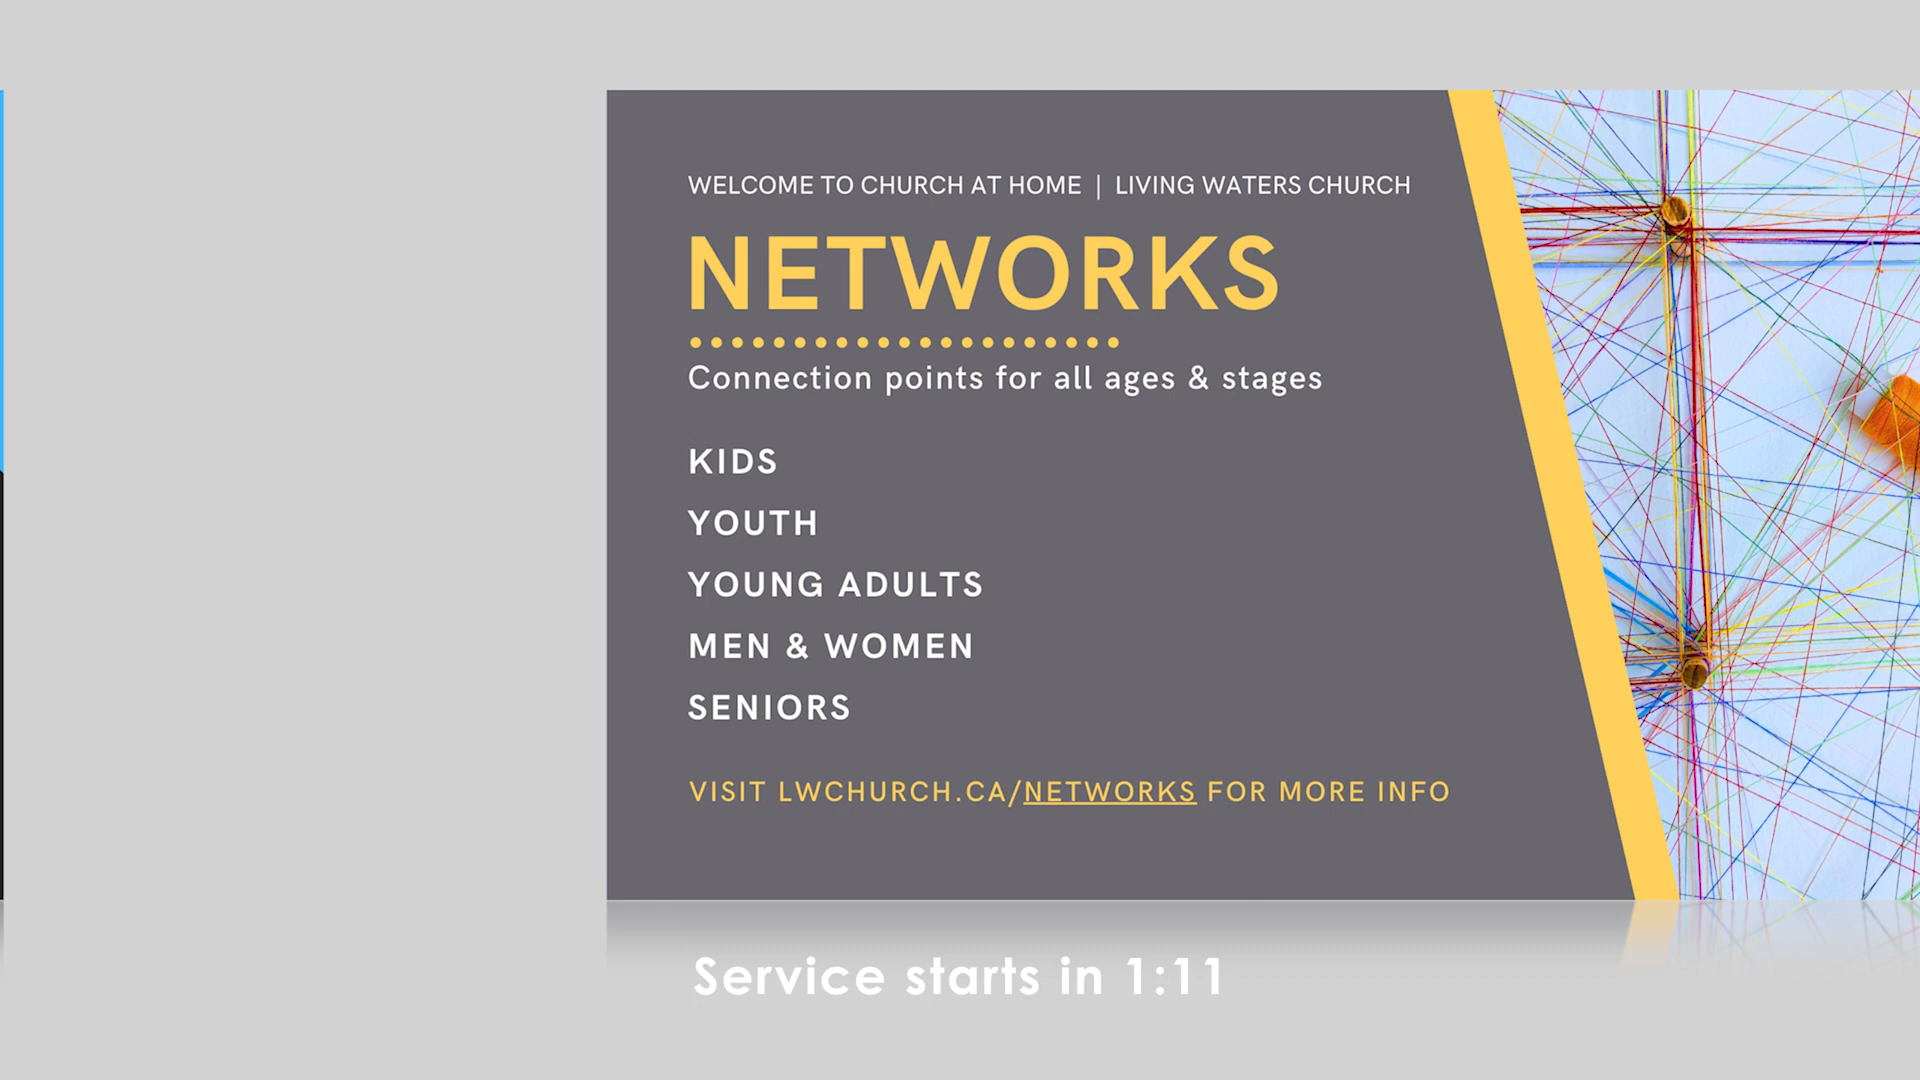 WELCOME TO CHURCH AT HOME | LIVING WATERS CHURCH
NETWORKS
Connection points for all ages & stages
KIDS
YOUTH
YOUNG ADULTS
MEN & WOMEN
SENIORS
VISIT LWCHURCH.CA/NETWORKS FOR MORE INFO
Service starts in 1:11